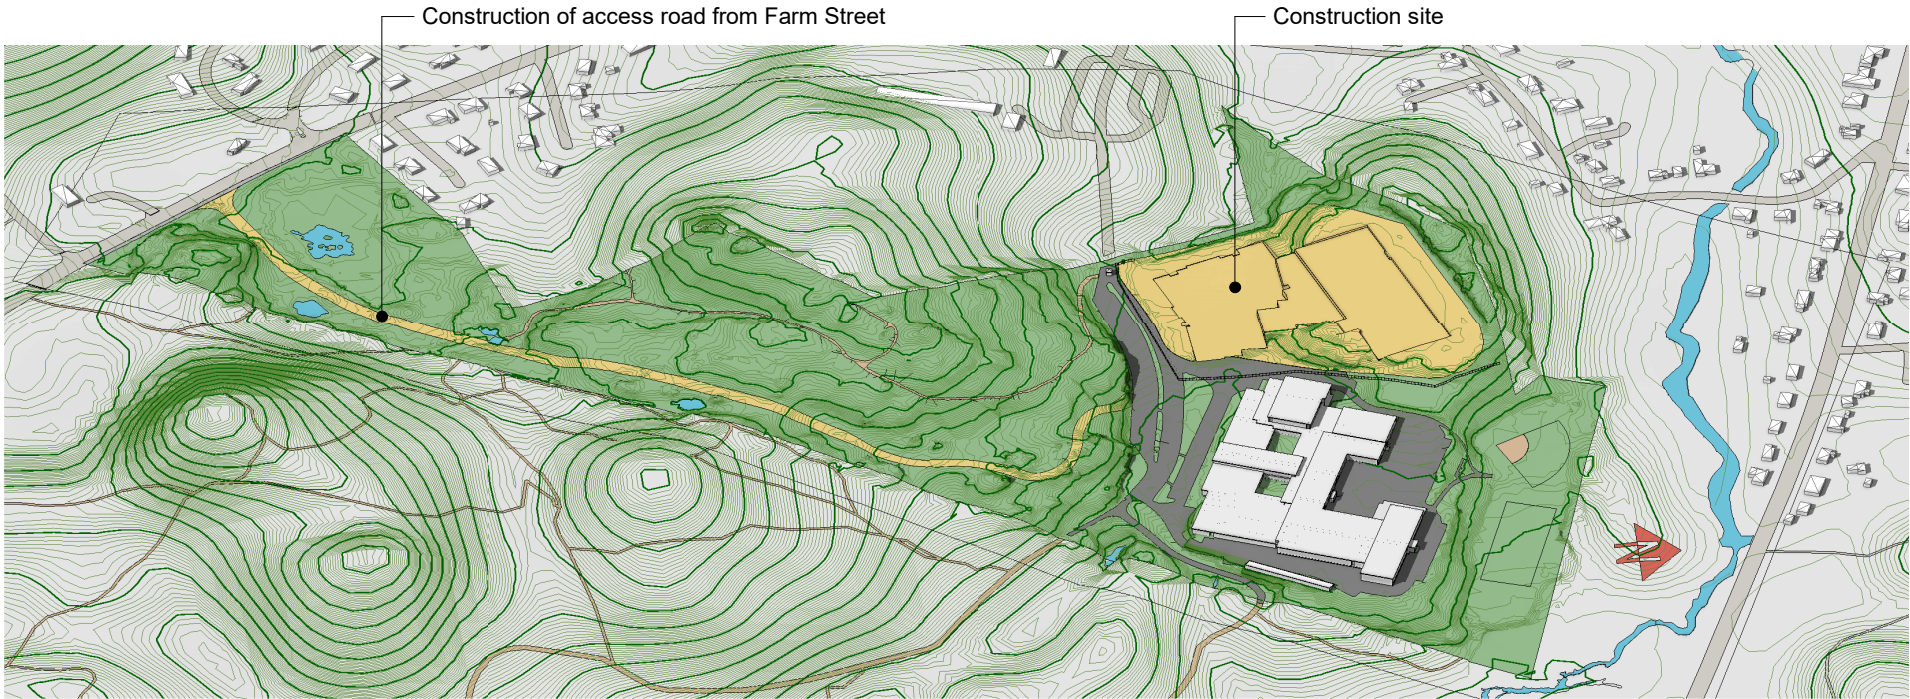 Construction of access road from Farm Street
Construction site